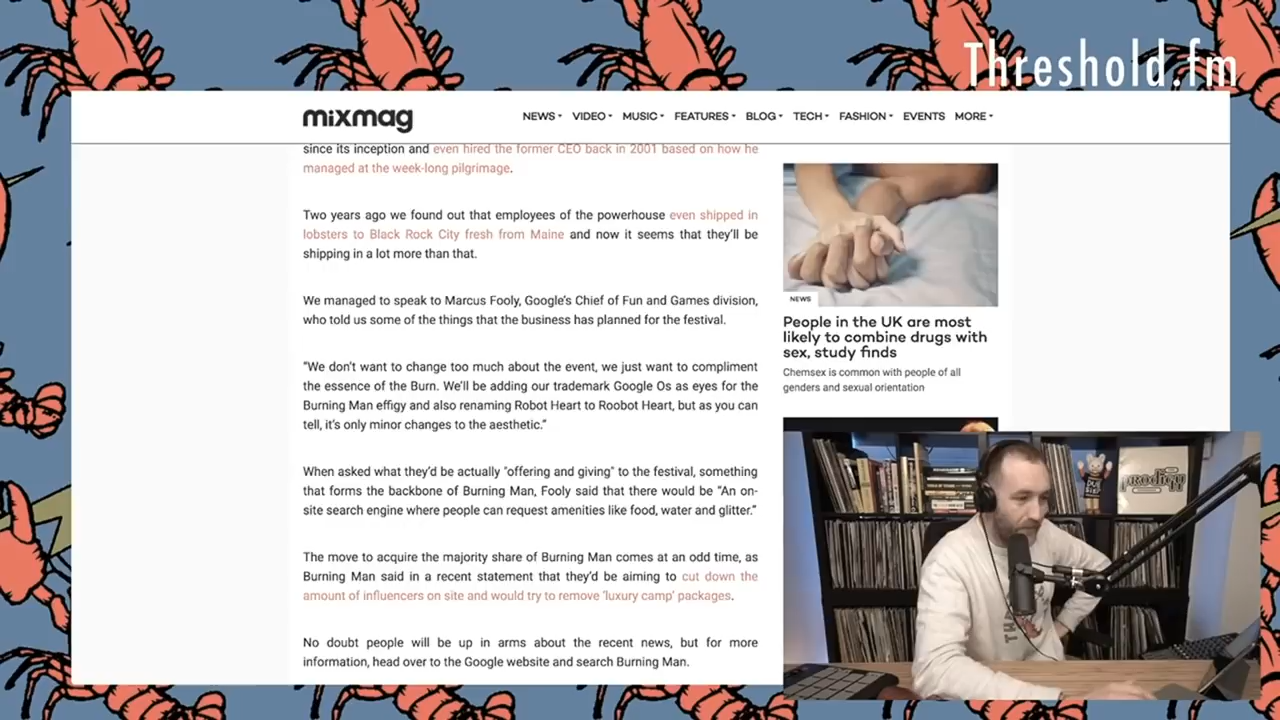 Threshold.fm
mixmag
NEWS VIDEO MUSIC FEATURES BLOG TECH FASHION EVENTS MORE
since its inception and even hired the former CEO back in 2001 based on how he
managed at the week-long pilgrimage.
Two years ago we found out that employees of the powerhouse even shipped in
lobsters to Black Rock City fresh from Maine and now it seems that they'll be
shipping in a lot more than that.
We managed to speak to Marcus Fooly, Google's Chief of Fun and Games division,
who told us some of the things that the business has planned for the festival.
“We don't want to change too much about the event, we just want to compliment
the essence of the Burn. We'll be adding our trademark Google Os as eyes for the
Burning Man effigy and also renaming Robot Heart to Roobot Heart, but as you can
tell, it's only minor changes to the aesthetic.”
When asked what they'd be actually "offering and giving" to the festival, something
that forms the backbone of Burning Man, Fooly said that there would be “An on-
site search engine where people can request amenities like food, water and glitter.”
The move to acquire the majority share of Burning Man comes at an odd time, as
Burning Man said in a recent statement that they'd be aiming to cut down the
amount of influencers on site and would try to remove 'luxury camp' packages.
No doubt people will be up in arms about the recent news, but for more
information, head over to the Google website and search Burning Man.
NEWS
People in the UK are most
likely to combine drugs with
sex, study finds
Chemsex is common with people of all
genders and sexual orientation
prodigy